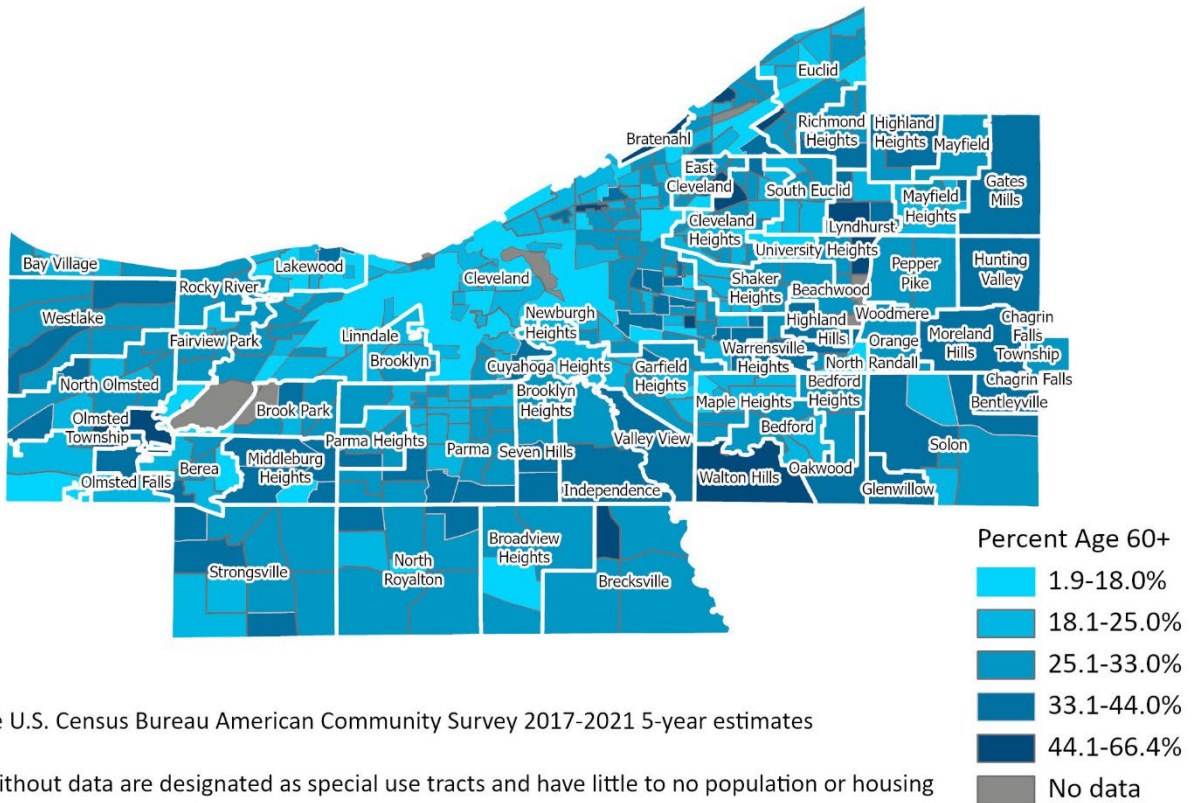 Euclid
Richmond
Heights
Highland
Heights
Mayfield
Bratenahl
East
Cleveland
South Euclid
Gates
Mills
Mayfield
Heights
Cleveland
Heights
Lyndhurst
University Heights
Bay Village
Lakewood
Cleveland
Rocky River
Shaker
Heights
Beachwood
Pepper
Pike
Hunting
Valley
Westlake
Newburgh
Heights
Woodmere
Linndale
Fairview Park
Highland
Hills
Moreland
Hills
Chagrin
Falls
Township
Brooklyn
Orange
Warrensville
Heights
North
Randall
Cuyahoga Heights
Garfield
Heights
North Olmsted
Brooklyn
Heights
Bedford
Heights
Chagrin Falls
Bentleyville
Olmsted
Township
Brook Park
Maple Heights
Parma Heights
Parma
Seven Hills
Valley View
Bedford
Solon
Berea
Middleburg
Heights
Oakwood
Walton Hills
Olmsted Falls
Independence
Glenwillow
Strongsville
North
Royalton
Broadview
Heights
Brecksville
Percent Age 60+
1.9-18.0%
18.1-25.0%
25.1-33.0%
33.1-44.0%
44.1-66.4%
No data
e U.S. Census Bureau American Community Survey 2017-2021 5-year estimates
ithout data are designated as special use tracts and have little to no population or housing